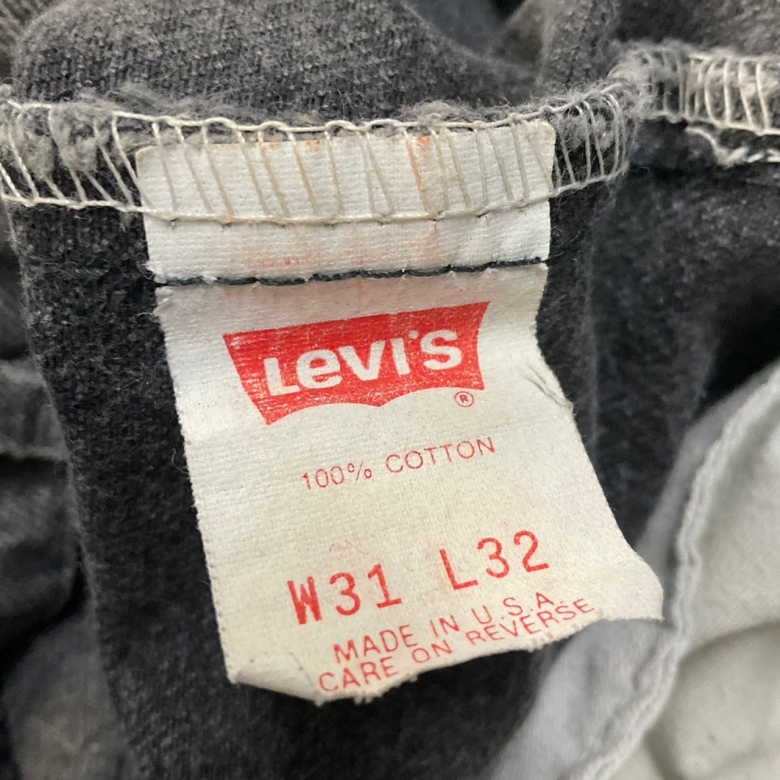 LEVI'S
®
100% COTTON
W31 L32
MADE IN U.S.A.
CARE ON REVERSE